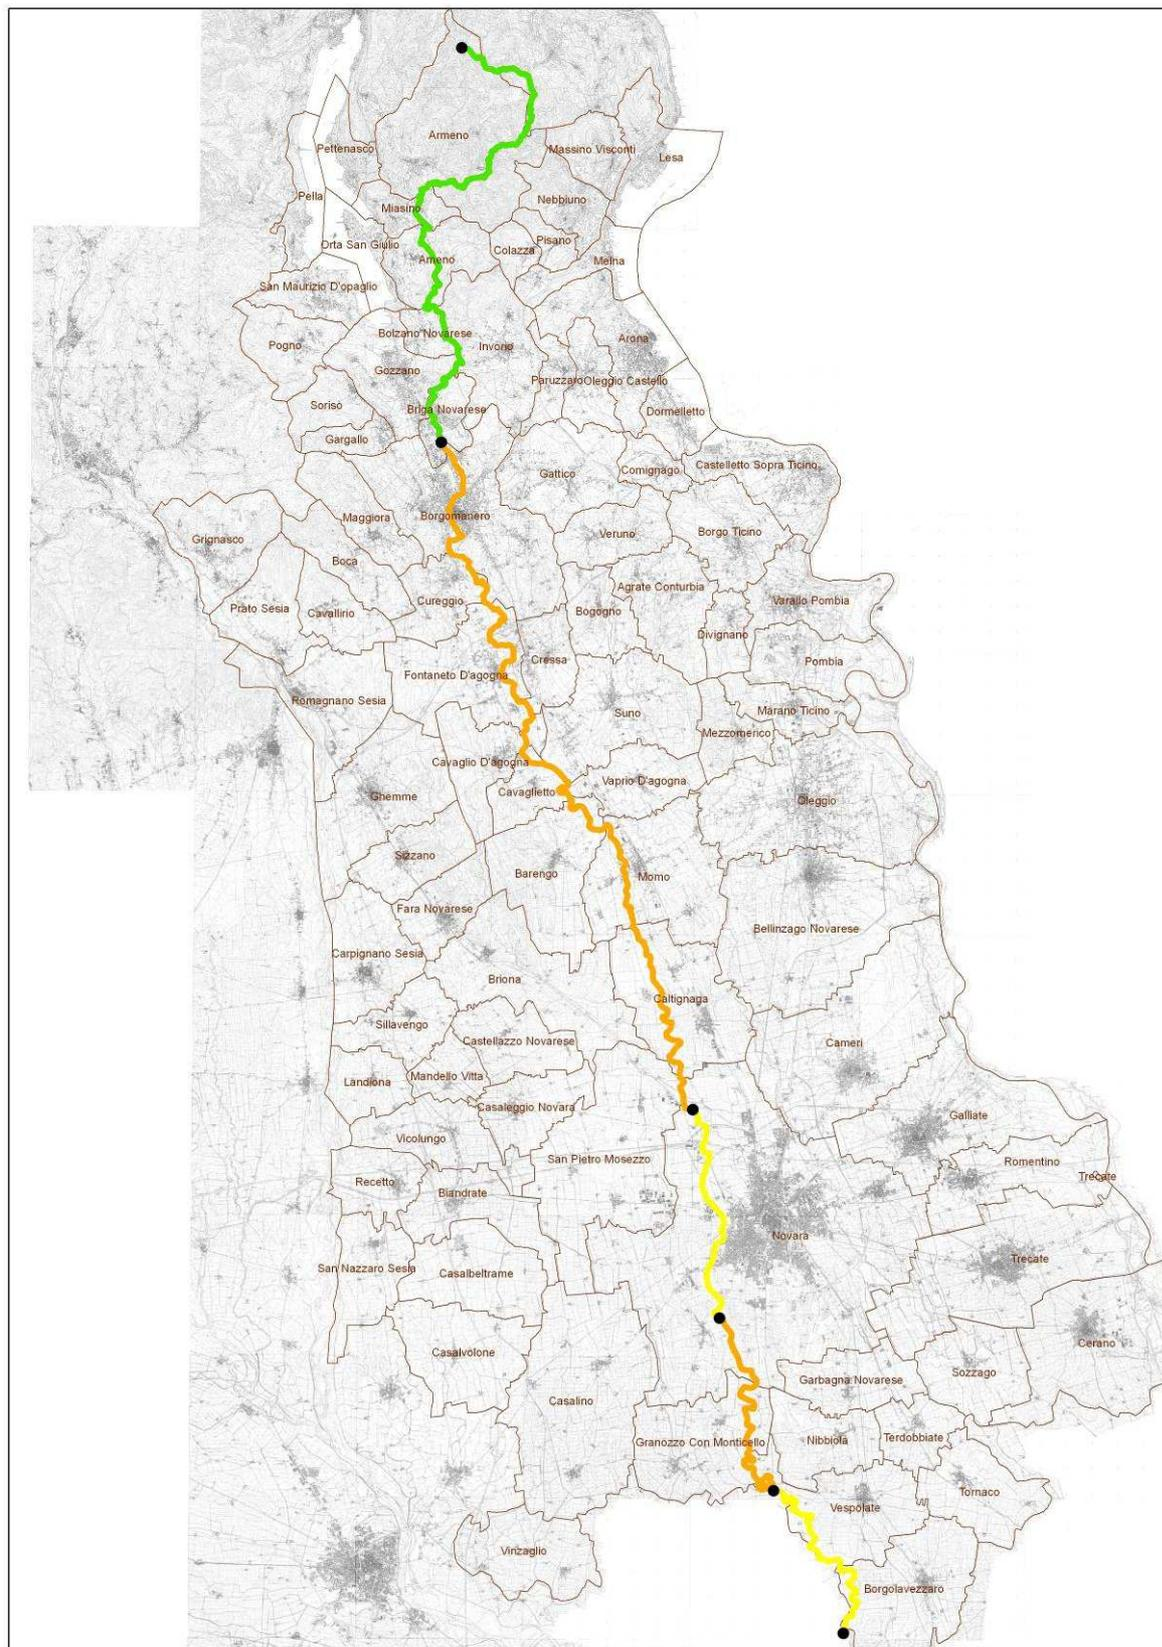 Armeno
Pettenasco
Massino Visconti
Lesa
Pella
Nebbiuno
Miasino
Orta San Giulio
Ameno
Colazza
Pisano
Meina
San Maurizio D'opaglio
Bolzano Novarese
Invorio
Arona
Pogno
Gozzano
Paruzzaro
Oleggio Castello
Soriso
Briga Novarese
Dormelletto
Gargallo
Gattico
Comignago
Castelletto Sopra Ticino
Maggiora
Borgomanero
Grignasco
Veruno
Borgo Ticino
Boca
Agrate Conturbia
Prato Sesia
Cavallirio
Cureggio
Bogogno
Varallo Pombia
Divignano
Cressa
Pombia
Fontaneto D'agogna
Romagnano Sesia
Suno
Marano Ticino
Mezzomerico
Cavaglio D'agogna
Vaprio D'agogna
Ghemme
Cavaglietto
Oleggio
Sizzano
Barengo
Momo
Fara Novarese
Bellinzago Novarese
Carpignano Sesia
Briona
Caltignaga
Sillavengo
Castellazzo Novarese
Cameri
Landiona
Mandello Vitta
Casaleggio Novara
Galliate
Vicolungo
San Pietro Mosezzo
Romentino
Recetto
Biandrate
Trecate
Novara
San Nazzaro Sesia
Casalbeltrame
Trecate
Casalvolone
Cerano
Garbagna Novarese
Sozzago
Casalino
Granozzo Con Monticello
Nibbiola
Terdobbiate
Tornaco
Vespolate
Vinzaglio
Borgolavezzaro